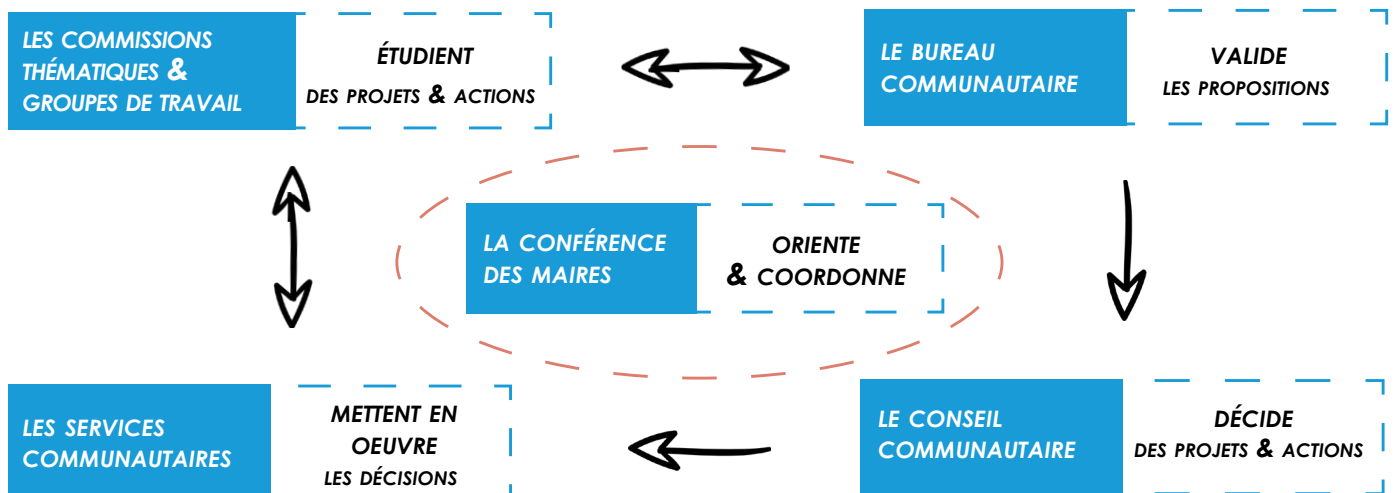 LES COMMISSIONS
THÉMATIQUES &
GROUPES DE TRAVAIL
ÉTUDIENT
DES PROJETS & ACTIONS
LE BUREAU
COMMUNAUTAIRE
VALIDE
LES PROPOSITIONS
LA CONFÉRENCE
DES MAIRES
ORIENTE
& COORDONNE
LES SERVICES
COMMUNAUTAIRES
METTENT EN
OEUVRE
LES DÉCISIONS
LE CONSEIL
COMMUNAUTAIRE
DÉCIDE
DES PROJETS & ACTIONS